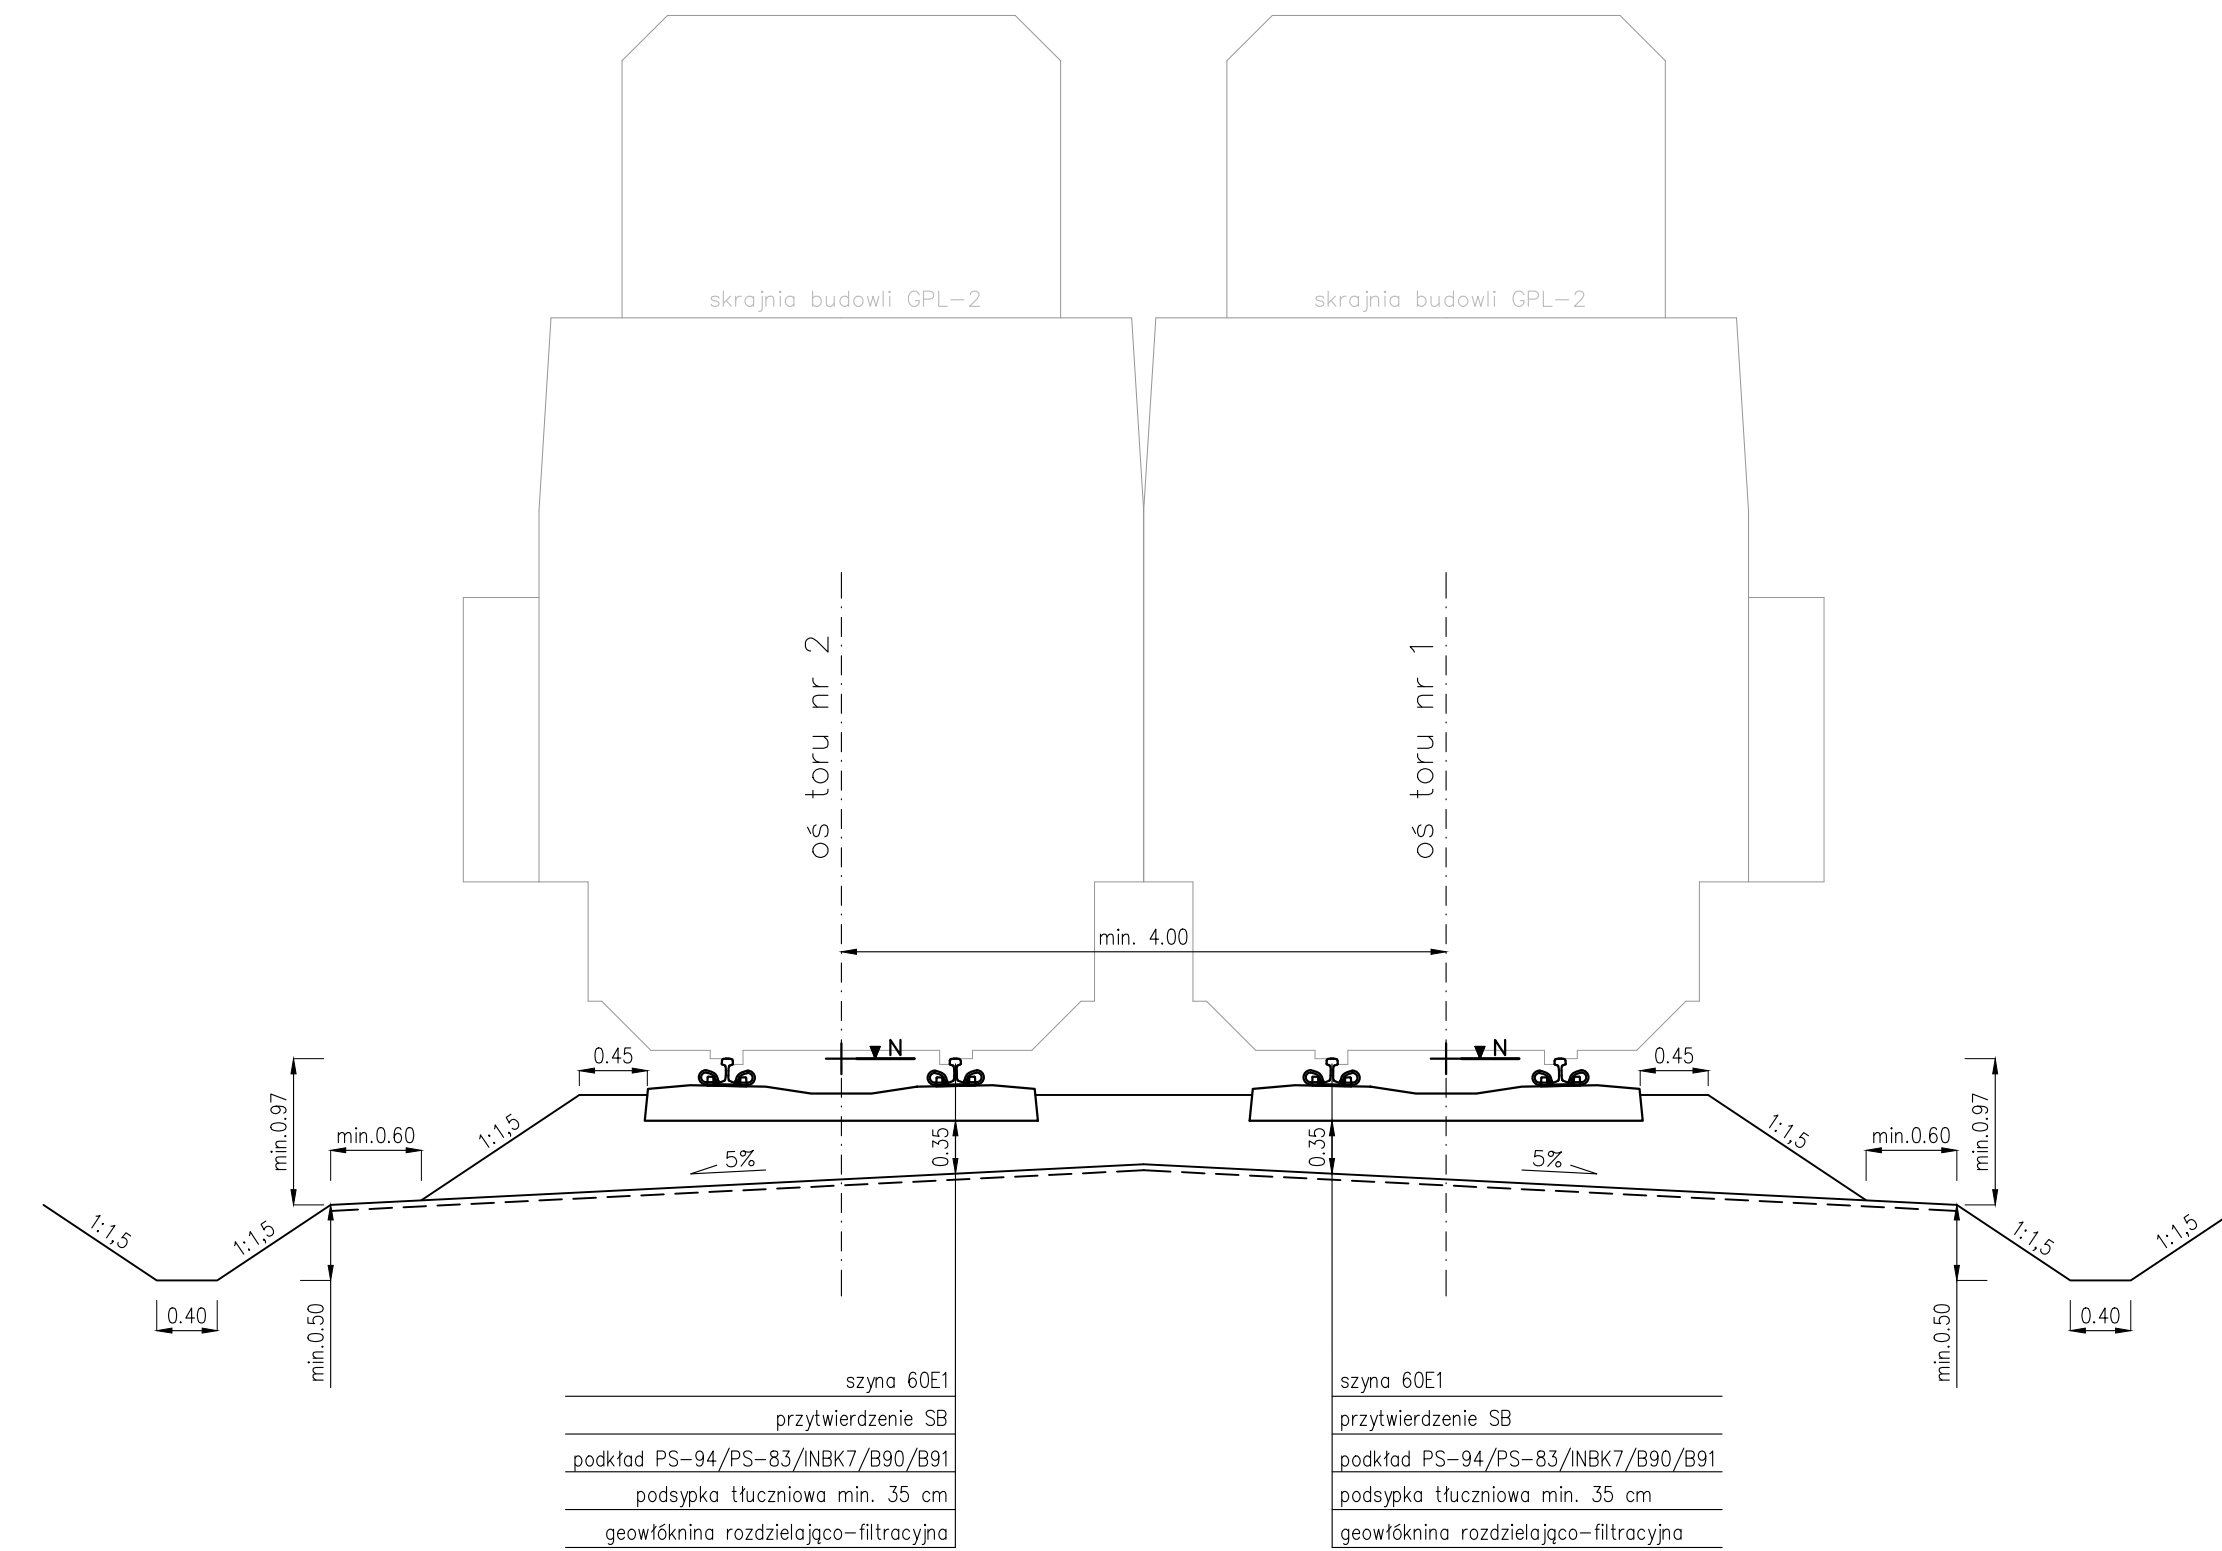 skrajnia budowli GPL-2
skrajnia budowli GPL-2
oś toru nr 2
oś toru nr 1
min. 4.00
N
N
0.45
0.45
min.0.97
min.0.60
1:1,5
5%
0.35
0.35
5%
1:1,5
min.0.60
min.0.97
1:1,5
1:1,5
1:1,5
1:1,5
0.40
min.0.50
min.0.50
0.40
szyna 60E1
przytwierdzenie SB
podkład PS-94/PS-83/INBK7/B90/B91
podsypka tłuczniowa min. 35 cm
geowłóknina rozdzielająco-filtracyjna
szyna 60E1
przytwierdzenie SB
podkład PS-94/PS-83/INBK7/B90/B91
podsypka tłuczniowa min. 35 cm
geowłóknina rozdzielająco-filtracyjna